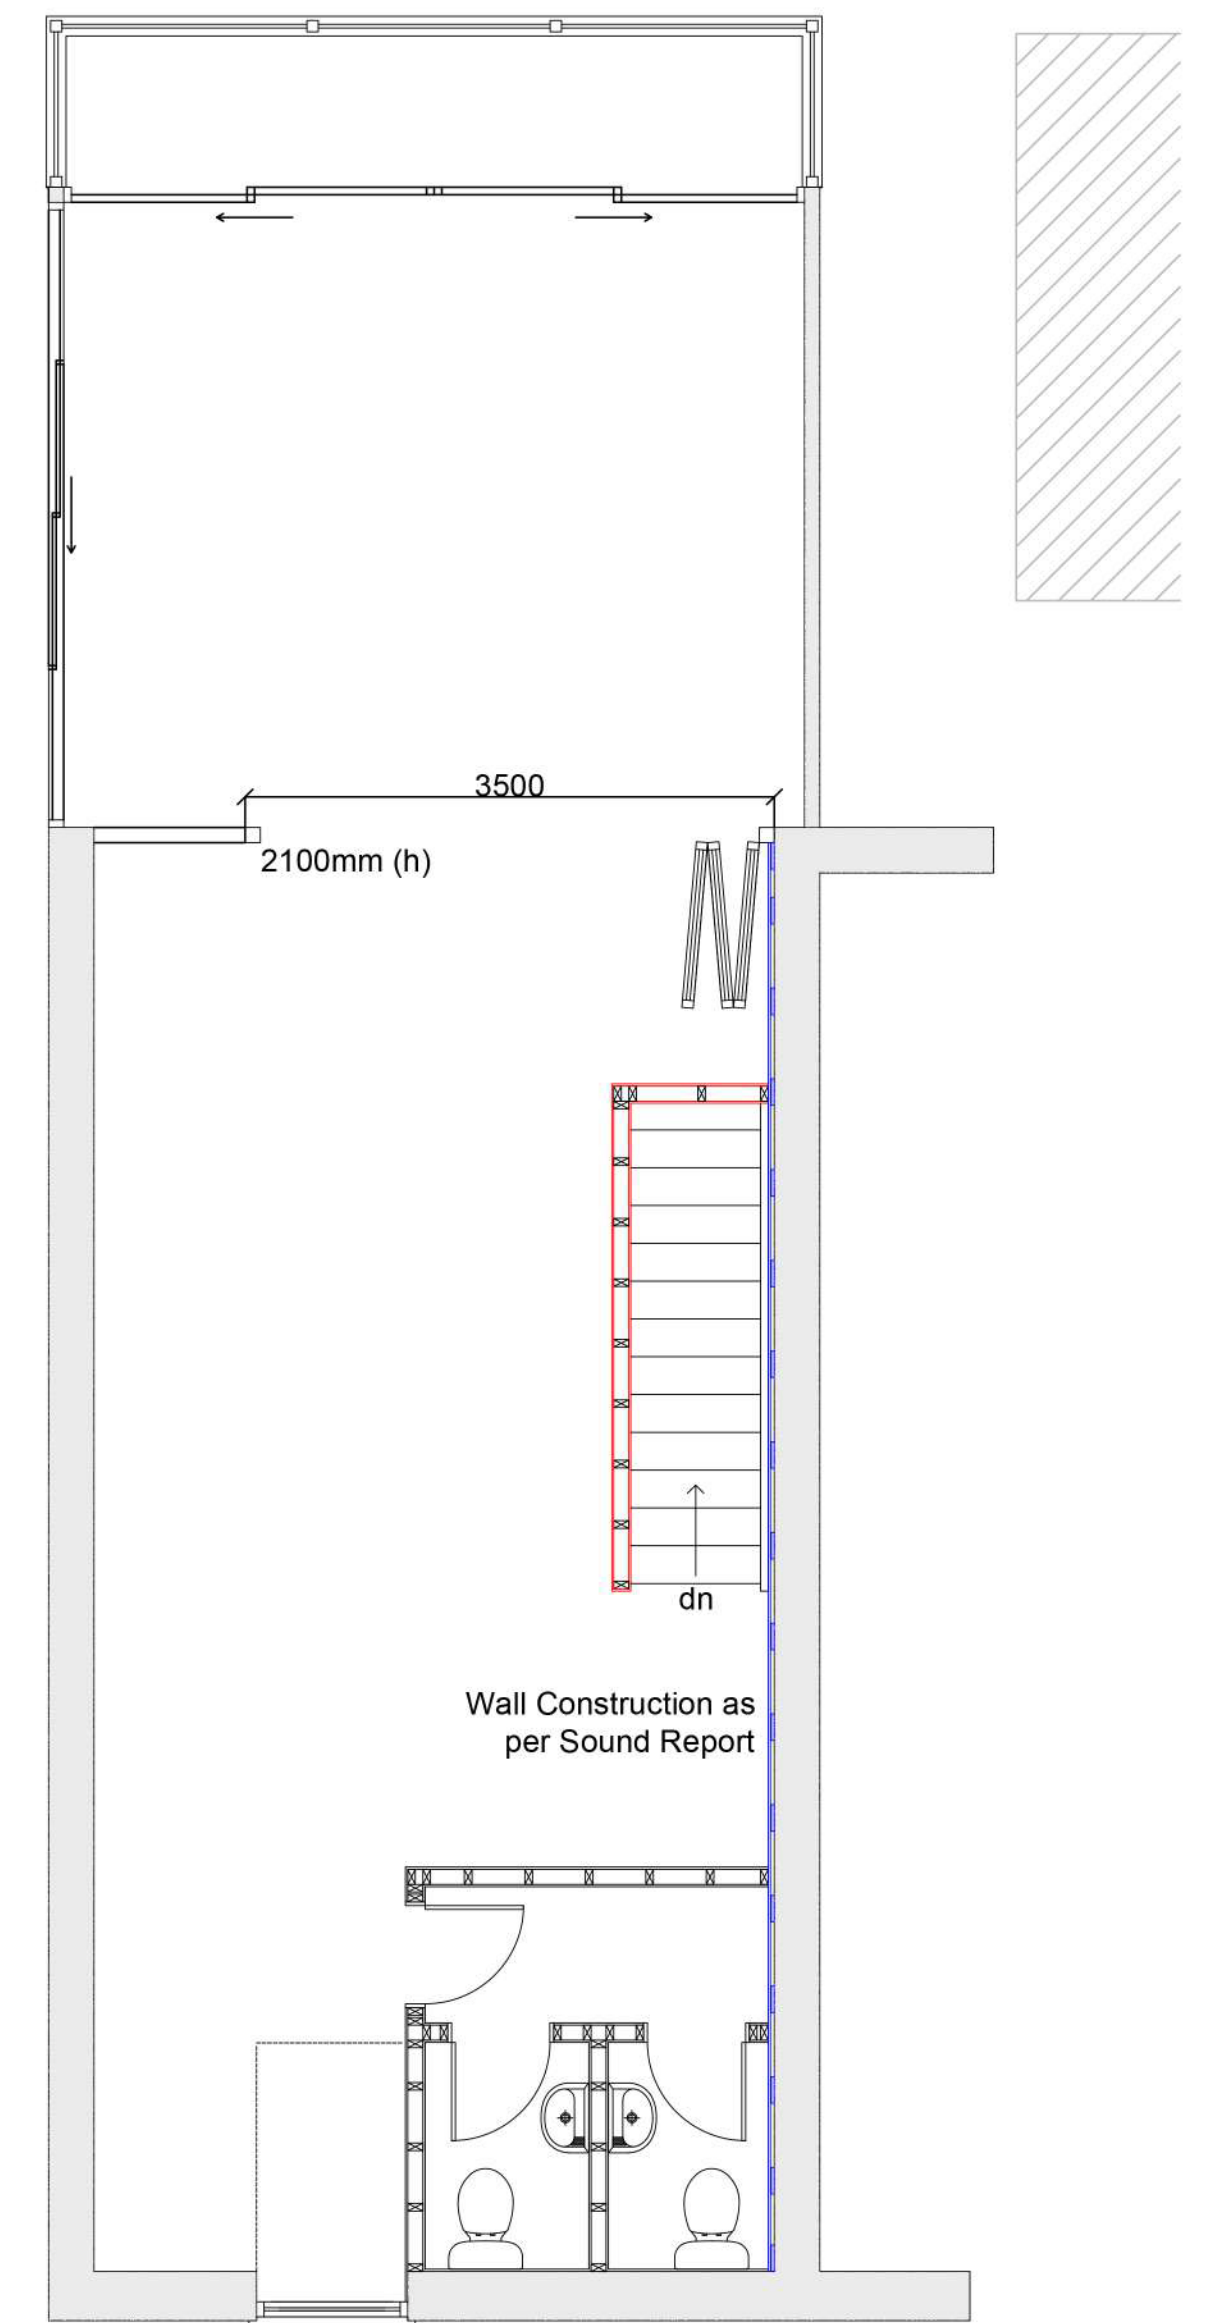 3500
2100mm (h)
dn
Wall Construction as
per Sound Report